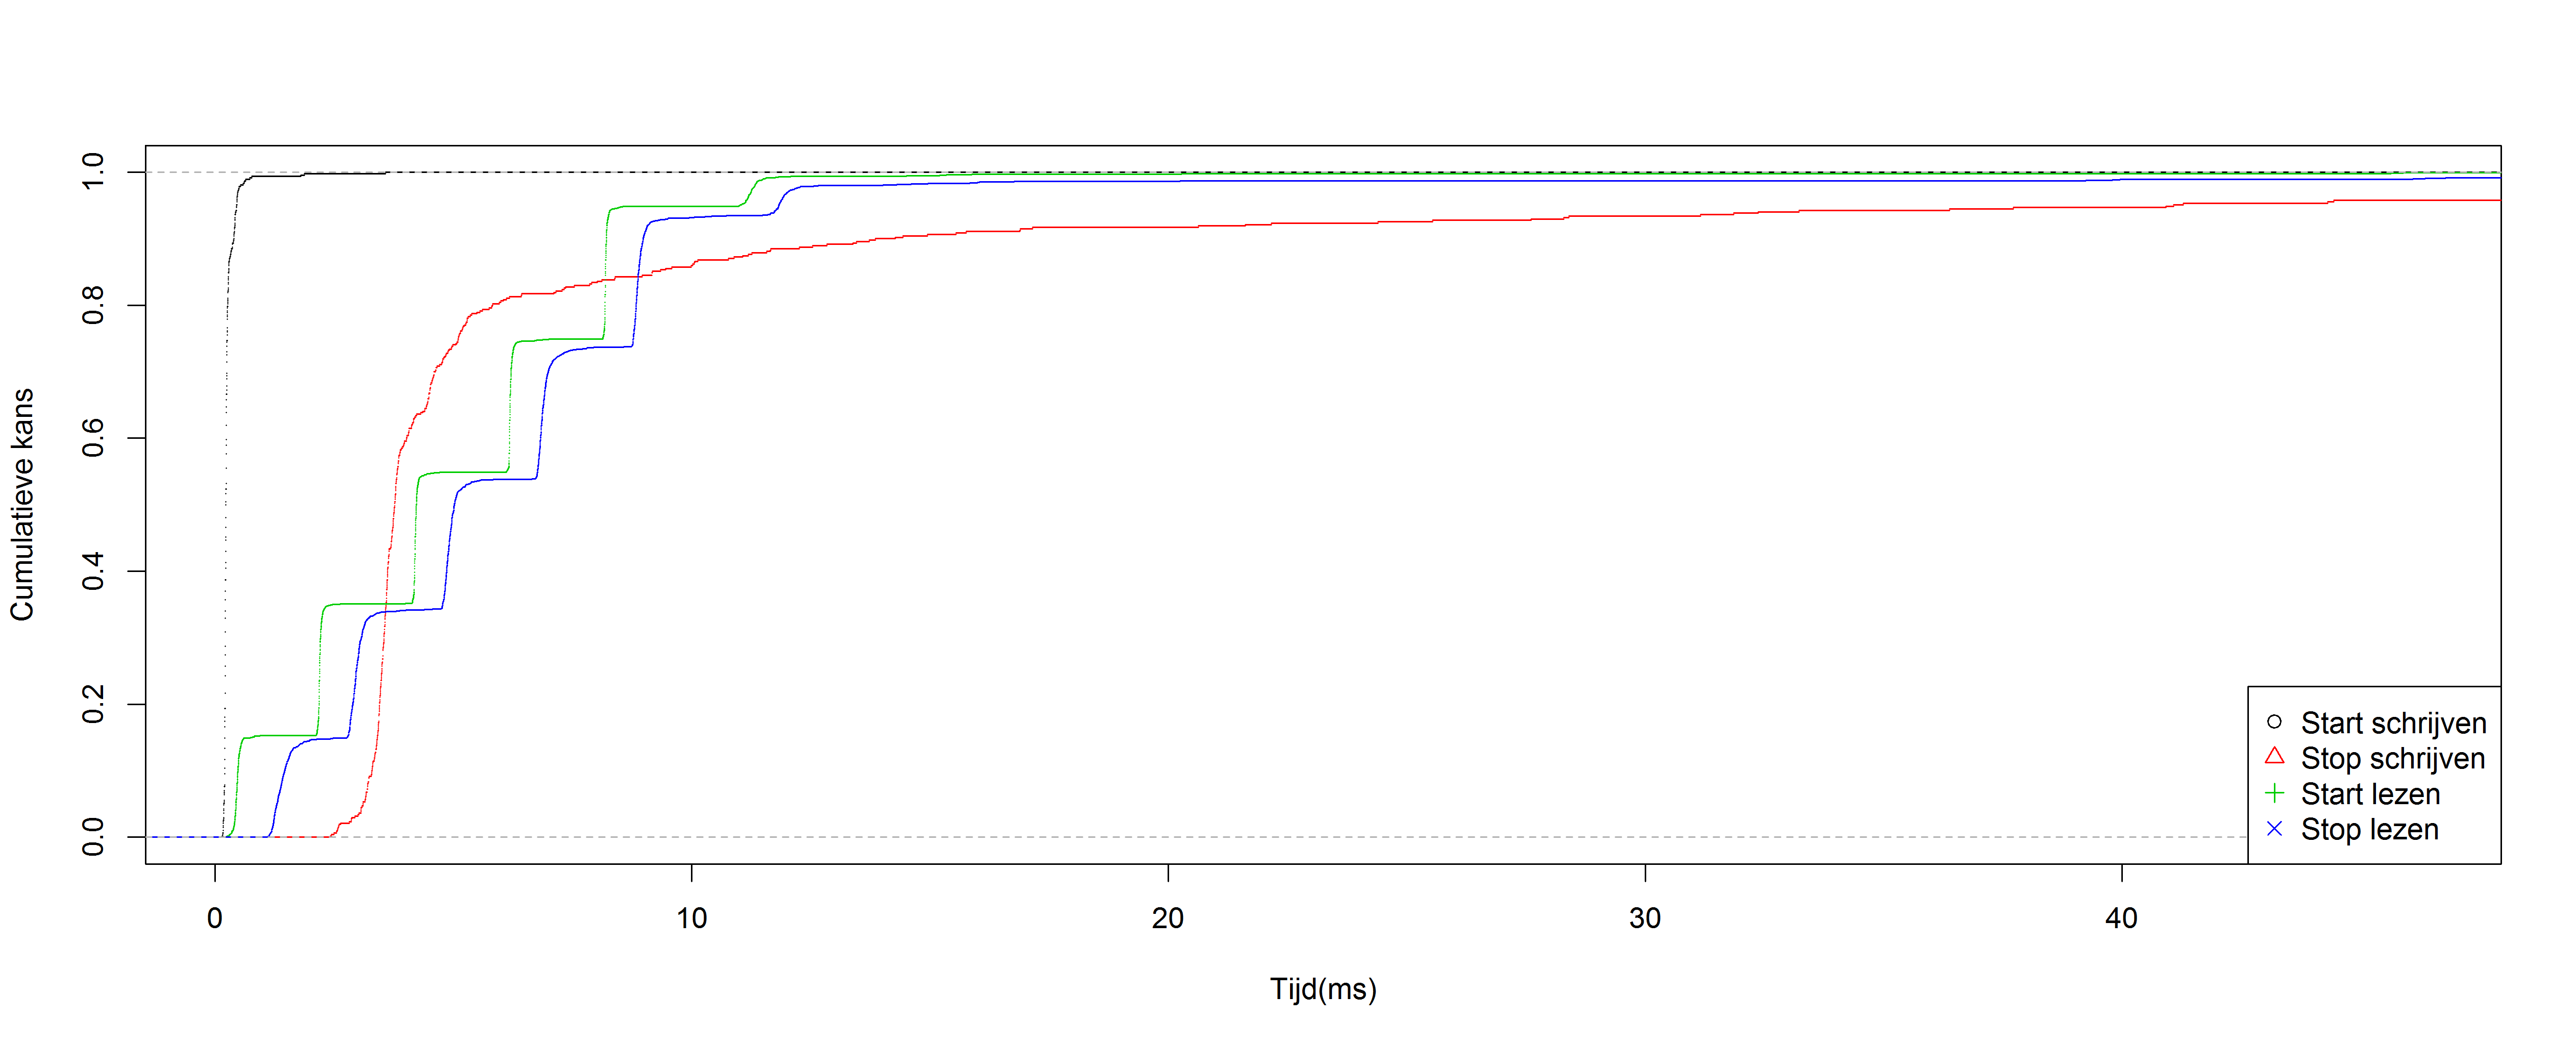 Cumulatieve kans
1.0
0.8
0.6
0.4
0.2
0.0
Start schrijven
Stop schrijven
Start lezen
Stop lezen
0 10 20 30 40
Tijd(ms)